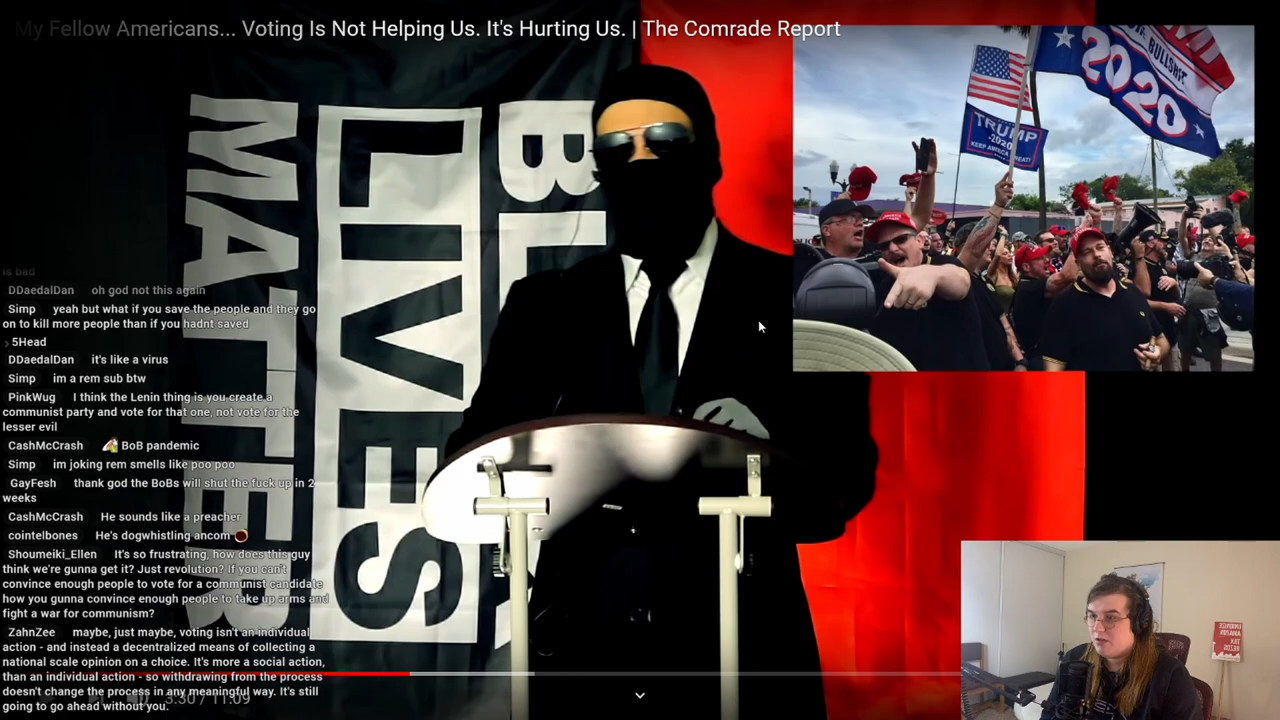 My Fellow Americans... Voting Is Not Helping Us. It's Hurting Us. | The Comrade Report
BL
LIVES
MATTER
BULLSHIT
2020
TRUMP
2020
KEEP AMERICA GREAT!
is bad
DDaedalDan oh god not this again
Simp yeah but what if you save the people and they go
on to kill more people than if you hadnt saved
5Head
DDaedalDan it's like a virus
Simp im a rem sub btw
PinkWug I think the Lenin thing is you create a
communist party and vote for that one, not vote for the
lesser evil
CashMcCrash BoB pandemic
Simp im joking rem smells like poo poo
GayFesh thank god the BoBs will shut the fuck up in 2
weeks
CashMcCrash He sounds like a preacher
cointelbones He's dogwhistling ancom
Shoumeiki_Ellen It's so frustrating, how does this guy
think we're gunna get it? Just revolution? If you can't
convince enough people to vote for a communist candidate
how you gunna convince enough people to take up arms and
fight a war for communism?
ZahnZee maybe, just maybe, voting isn't an individual
action - and instead a decentralized means of collecting a
national scale opinion on a choice. It's more a social action,
than an individual action - so withdrawing from the process
doesn't change the process in any meaningful way. It's still
going to go ahead without you.
3:30 / 11:09